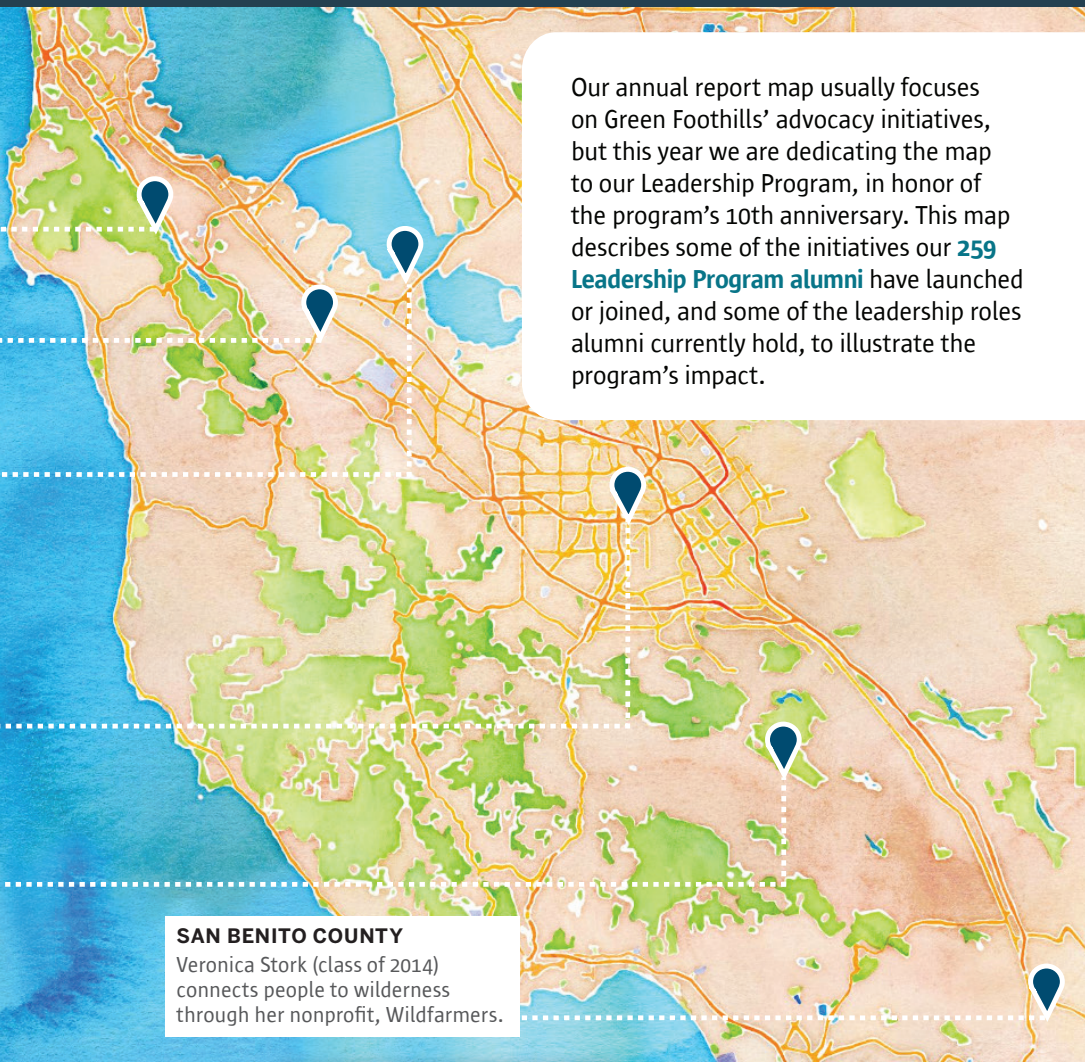 Our annual report map usually focuses
on Green Foothills’ advocacy initiatives,
but this year we are dedicating the map
to our Leadership Program, in honor of
the program’s 10th anniversary. This map
describes some of the initiatives our 259
Leadership Program alumni have launched
or joined, and some of the leadership roles
alumni currently hold, to illustrate the
program’s impact.
SAN BENITO COUNTY
Veronica Stork (class of 2014)
connects people to wilderness
through her nonprofit, Wildfarmers.